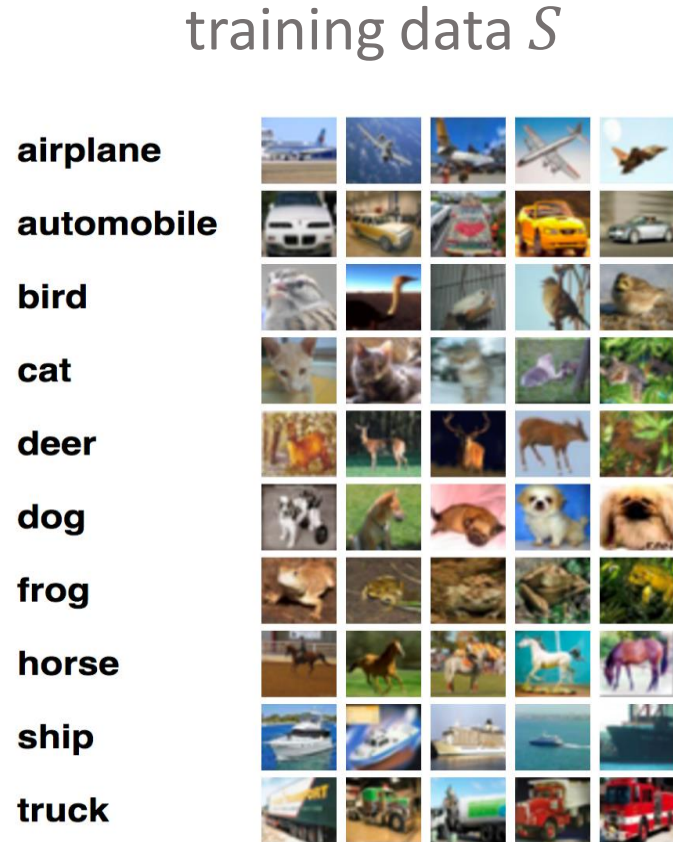 training data S
airplane
automobile
bird
cat
deer
dog
frog
horse
ship
truck